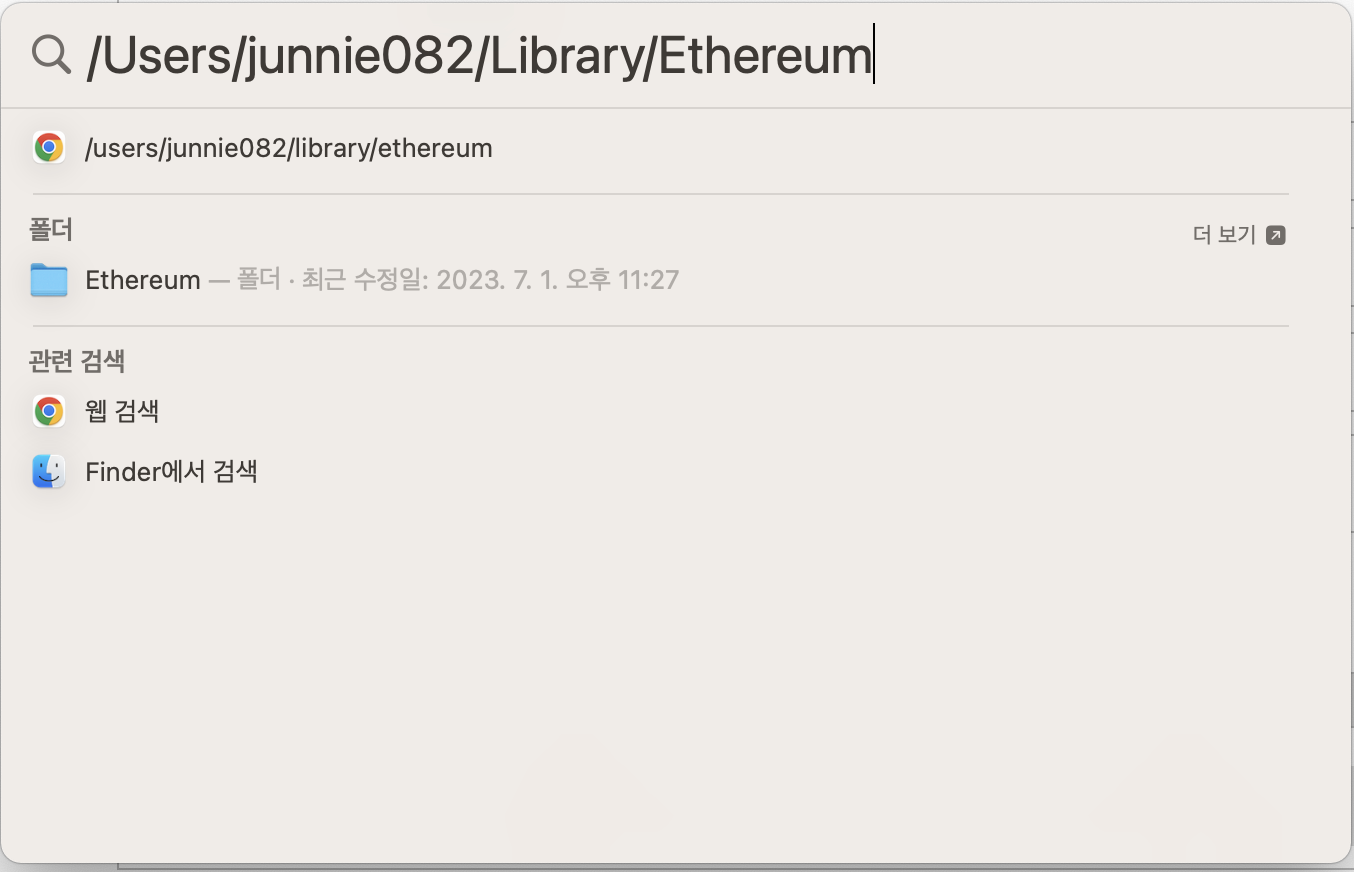 /Users/junnie082/Library/Ethereum
/users/junnie082/library/ethereum
폴더
더 보기
Ethereum — 폴더 · 최근 수정일: 2023. 7. 1. 오후 11:27
관련 검색
웹 검색
Finder에서 검색